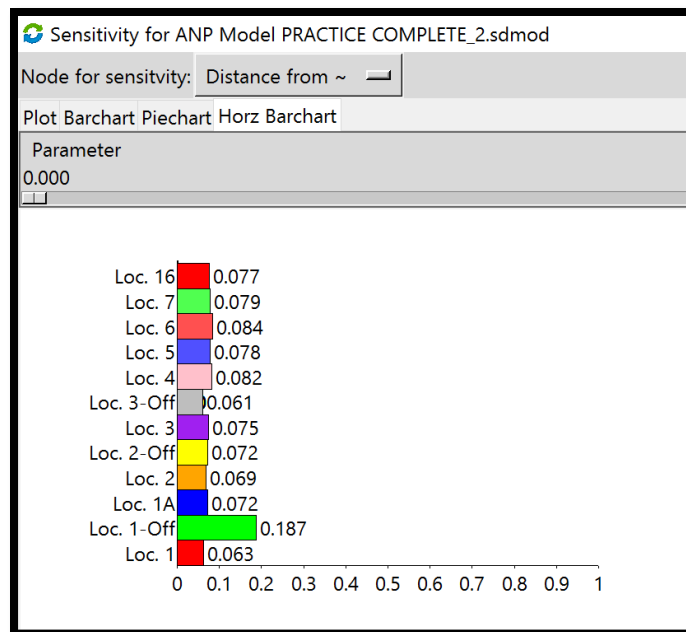 Sensitivity for ANP Model PRACTICE COMPLETE_2.sdmod
Node for sensitvity: Distance from ~
Plot Barchart Piechart Horz Barchart
Parameter
0.000
Loc. 16 0.077
Loc. 7 0.079
Loc. 6 0.084
Loc. 5 0.078
Loc. 4 0.082
Loc. 3-Off 0.061
Loc. 3 0.075
Loc. 2-Off 0.072
Loc. 2 0.069
Loc. 1A 0.072
Loc. 1-Off 0.187
Loc. 1 0.063
0 0.1 0.2 0.3 0.4 0.5 0.6 0.7 0.8 0.9 1